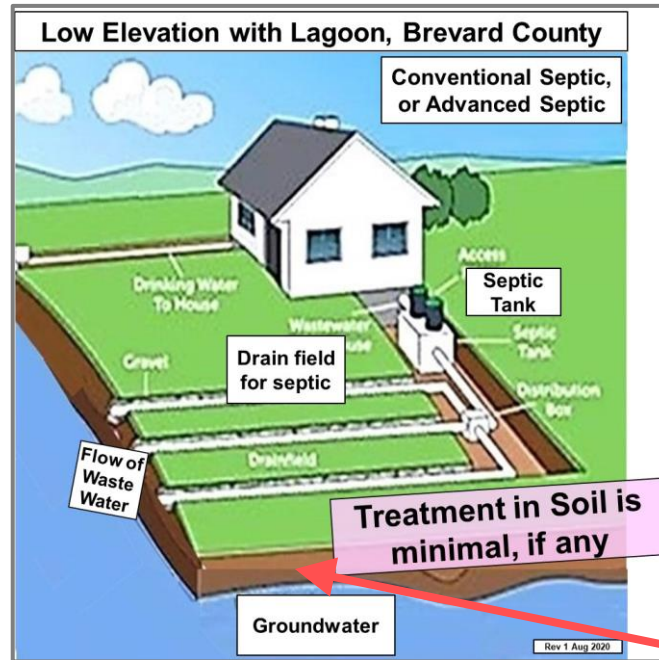 Low Elevation with Lagoon, Brevard County
Conventional Septic,
or Advanced Septic
Access
Septic
Tank
Drinking Water
To House
Wastewater
Septic
Tank
Drain field
for septic
Gravel
Distribution
Box
Flow of
Waste
Water
Drainfield
Treatment in Soil is
minimal, if any
Groundwater
Rev 1 Aug 2020